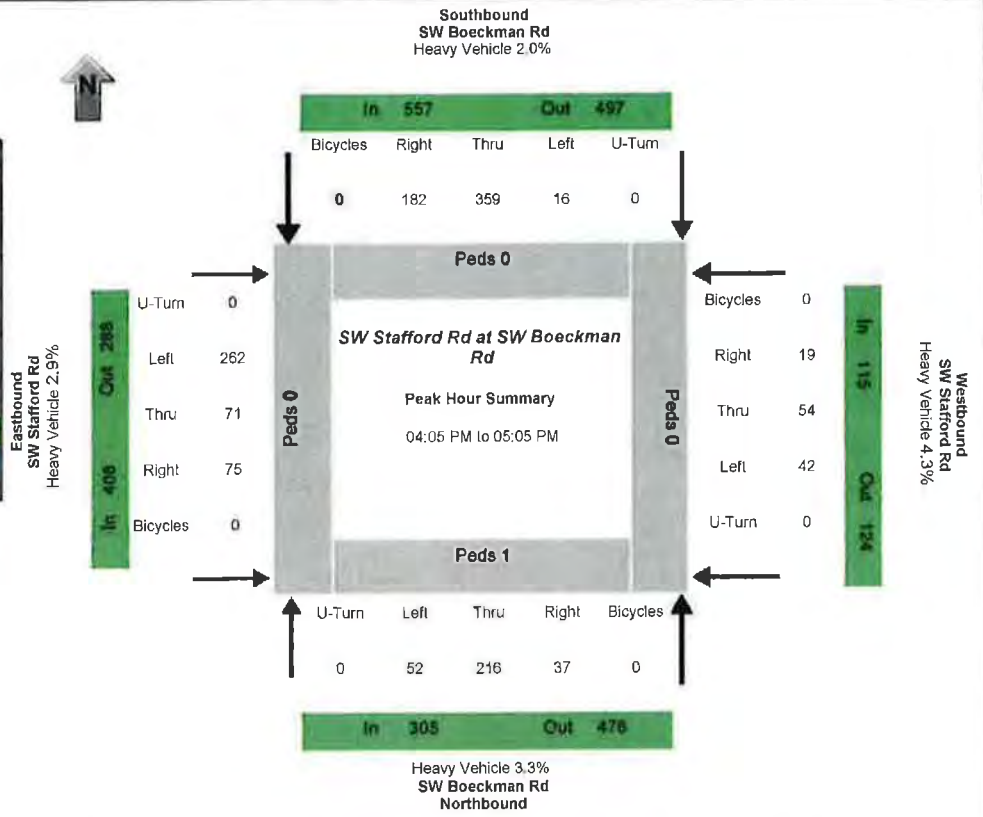 Southbound
SW Boeckman Rd
Heavy Vehicle 2.0%
N
In 557 Out 497
Bicycles Right Thru Left U-Turn
0 182 359 16 0
Peds 0
Eastbound
SW Stafford Rd
Heavy Vehicle 2.9%
In 408 Out 288
U-Turn 0
Left 262
Thru 71
Right 75
Bicycles 0
Peds 0
SW Stafford Rd at SW Boeckman
Rd
Peak Hour Summary
04:05 PM to 05:05 PM
Peds 0
Bicycles 0
Right 19
Thru 54
Left 42
U-Turn 0
In 115 Out 124
Westbound
SW Stafford Rd
Heavy Vehicle 4.3%
Peds 1
U-Turn Left Thru Right Bicycles
0 52 216 37 0
In 305 Out 476
Heavy Vehicle 3.3%
SW Boeckman Rd
Northbound